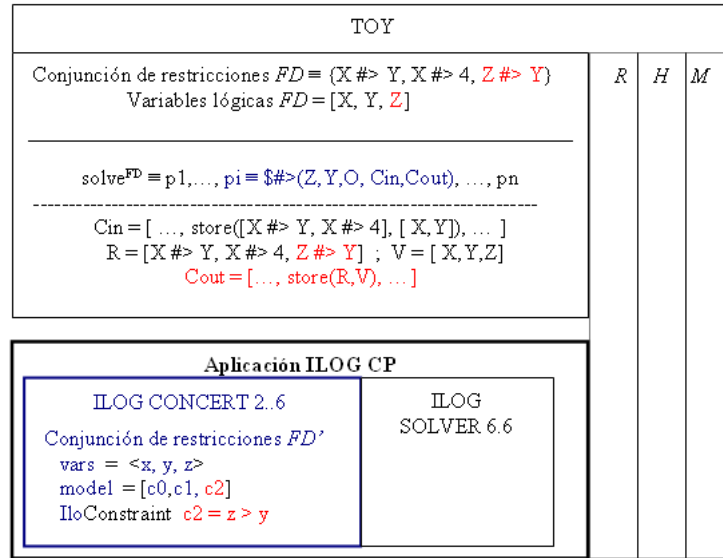 TOY
Conjunción de restricciones FD ≡ {X #> Y, X #> 4, Z #> Y}
R H M
Variables lógicas FD = [X, Y, Z]
solveFD ≡ p1,…, pi ≡ $#>(Z,Y,O, Cin,Cout), …, pn
Cin = [ …, store([X #> Y, X #> 4], [ X,Y]), … ]
R = [X #> Y, X #> 4, Z #> Y] ; V = [ X,Y,Z]
Cout = […, store(R,V), … ]
Aplicación ILOG CP
ILOG CONCERT 2..6
ILOG
SOLVER 6.6
Conjunción de restricciones FD’
vars = <x, y, z>
model = [c0,c1, c2]
IloConstraint c2 = z > y